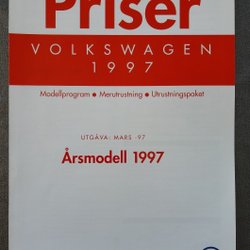 Priser
VOLKSWAGEN
1997
Modellprogram • Merutrustning • Utrustningspaket
UTGÅVA: MARS -97
Årsmodell 1997